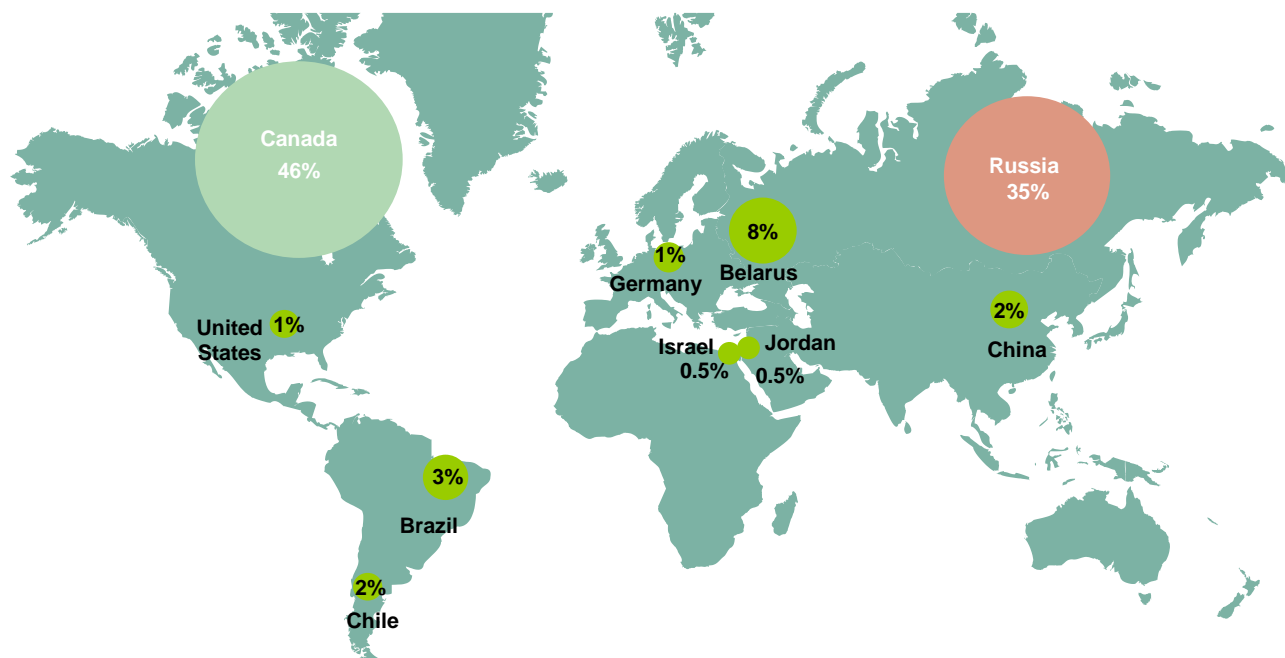 Canada
46%
Russia
35%
8%
Belarus
1%
Germany
United
States
1%
2%
China
Israel
0.5%
Jordan
0.5%
3%
Brazil
2%
Chile